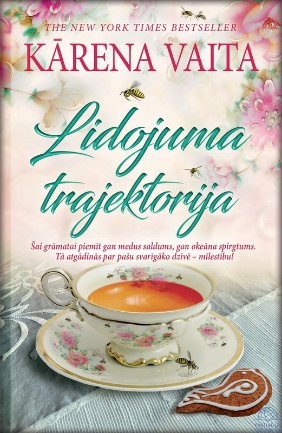 THE NEW YORK TIMES BESTSELLER
KĀRENA VAITA
Lidojuma
trajektorija
Šai grāmatai piemīt gan medus saldums, gan okeāna spirgtums.
Tā atgādinās par pašu svarīgāko dzīvē – mīlestību!